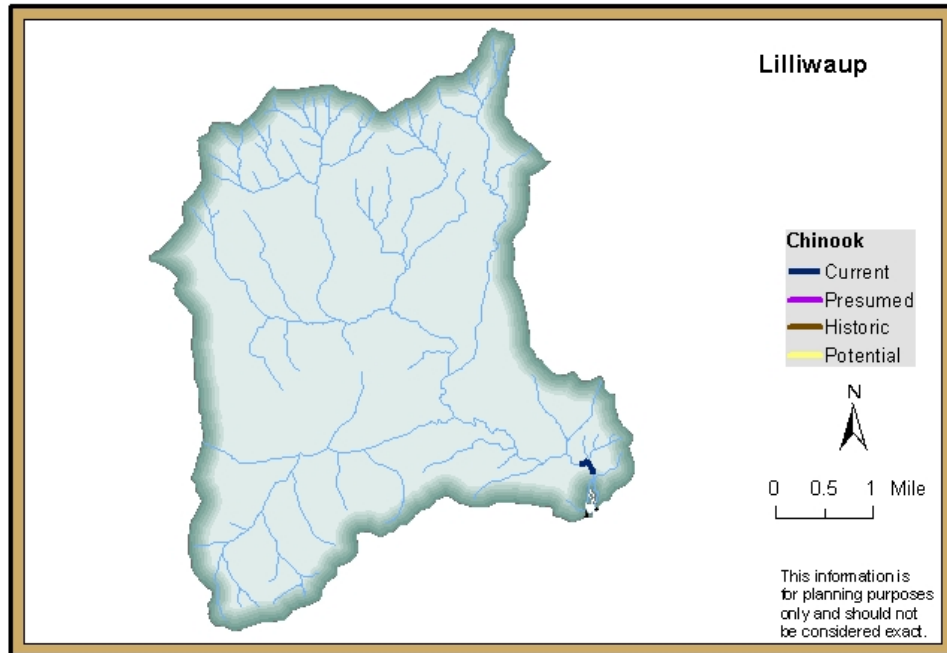 Lilliwaup
Chinook
Current
Presumed
Historic
Potential
N
0 0.5 1 Mile
This information is
for planning purposes
only and should not
be considered exact.